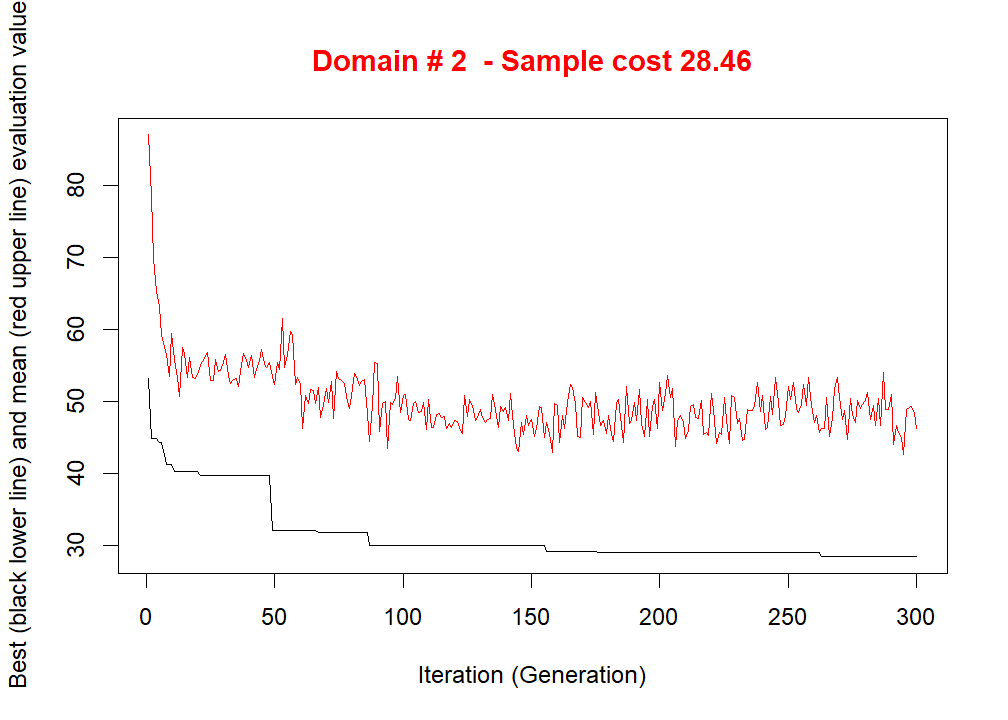 Domain # 2  - Sample cost 28.46
Best (black lower line) and mean (red upper line) evaluation value
80
70
60
50
40
30
0 50 100 150 200 250 300
Iteration (Generation)